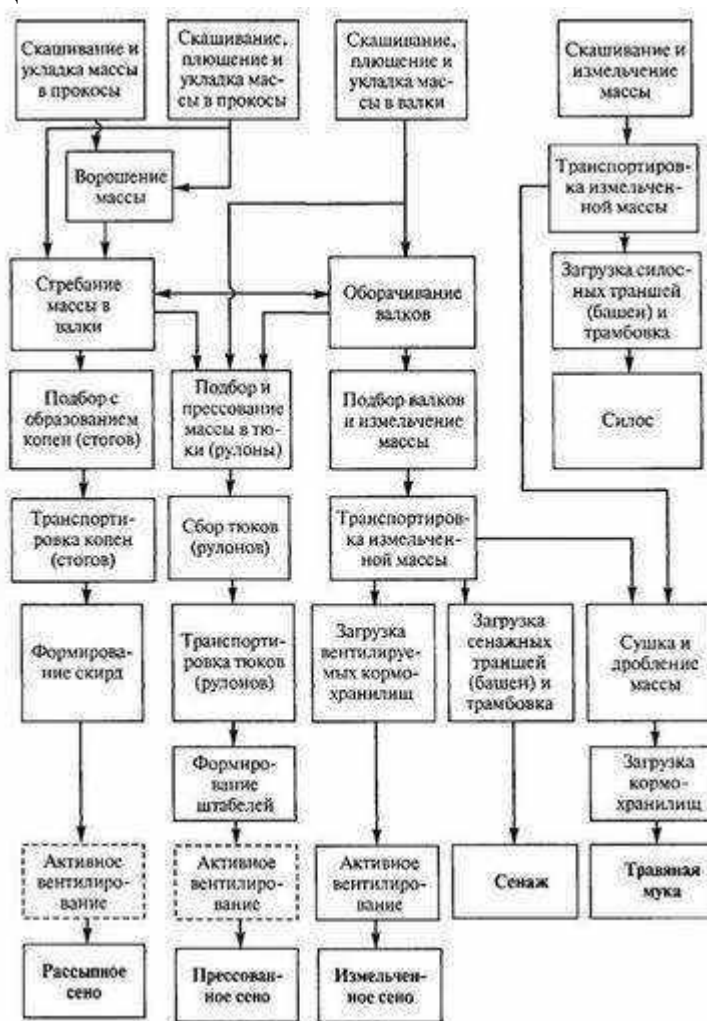 Скашивание и
укладка массы
в прокосы
Скашивание,
плющение и
укладка мас-
сы в прокосы
Скашивание,
плющение и
укладка мас-
сы в валки
Скашивание и
измельчение
массы
Ворошение
массы
Транспортиров-
ка измельчен-
ной массы
Сгребание
массы в
валки
Оборачивание
валков
Загрузка силос-
ных траншей
(башен) и
трамбовка
Подбор с
образованием
копен (стогов)
Подбор и
прессование
массы в тю-
ки (рулоны)
Подбор валков
и измельчение
массы
Силос
Транспорти-
ровка копен
(стогов)
Сбор тюков
(рулонов)
Транспортиров-
ка измельчен-
ной массы
Формирова-
ние скирд
Транспорти-
ровка тюков
(рулонов)
Загрузка
вентилируе-
мых кормо-
хранилищ
Загрузка
сенажных
траншей
(башен) и
трамбовка
Сушка и
дробление
массы
Формиро-
вание
штабелей
Загрузка
кормо-
хранилищ
Активное
вентилиро-
вание
Активное
вентилиро-
вание
Активное
вентилиро-
вание
Сенаж
Травяная
мука
Рассыпное
сено
Прессован-
ное сено
Измельчен-
ное сено